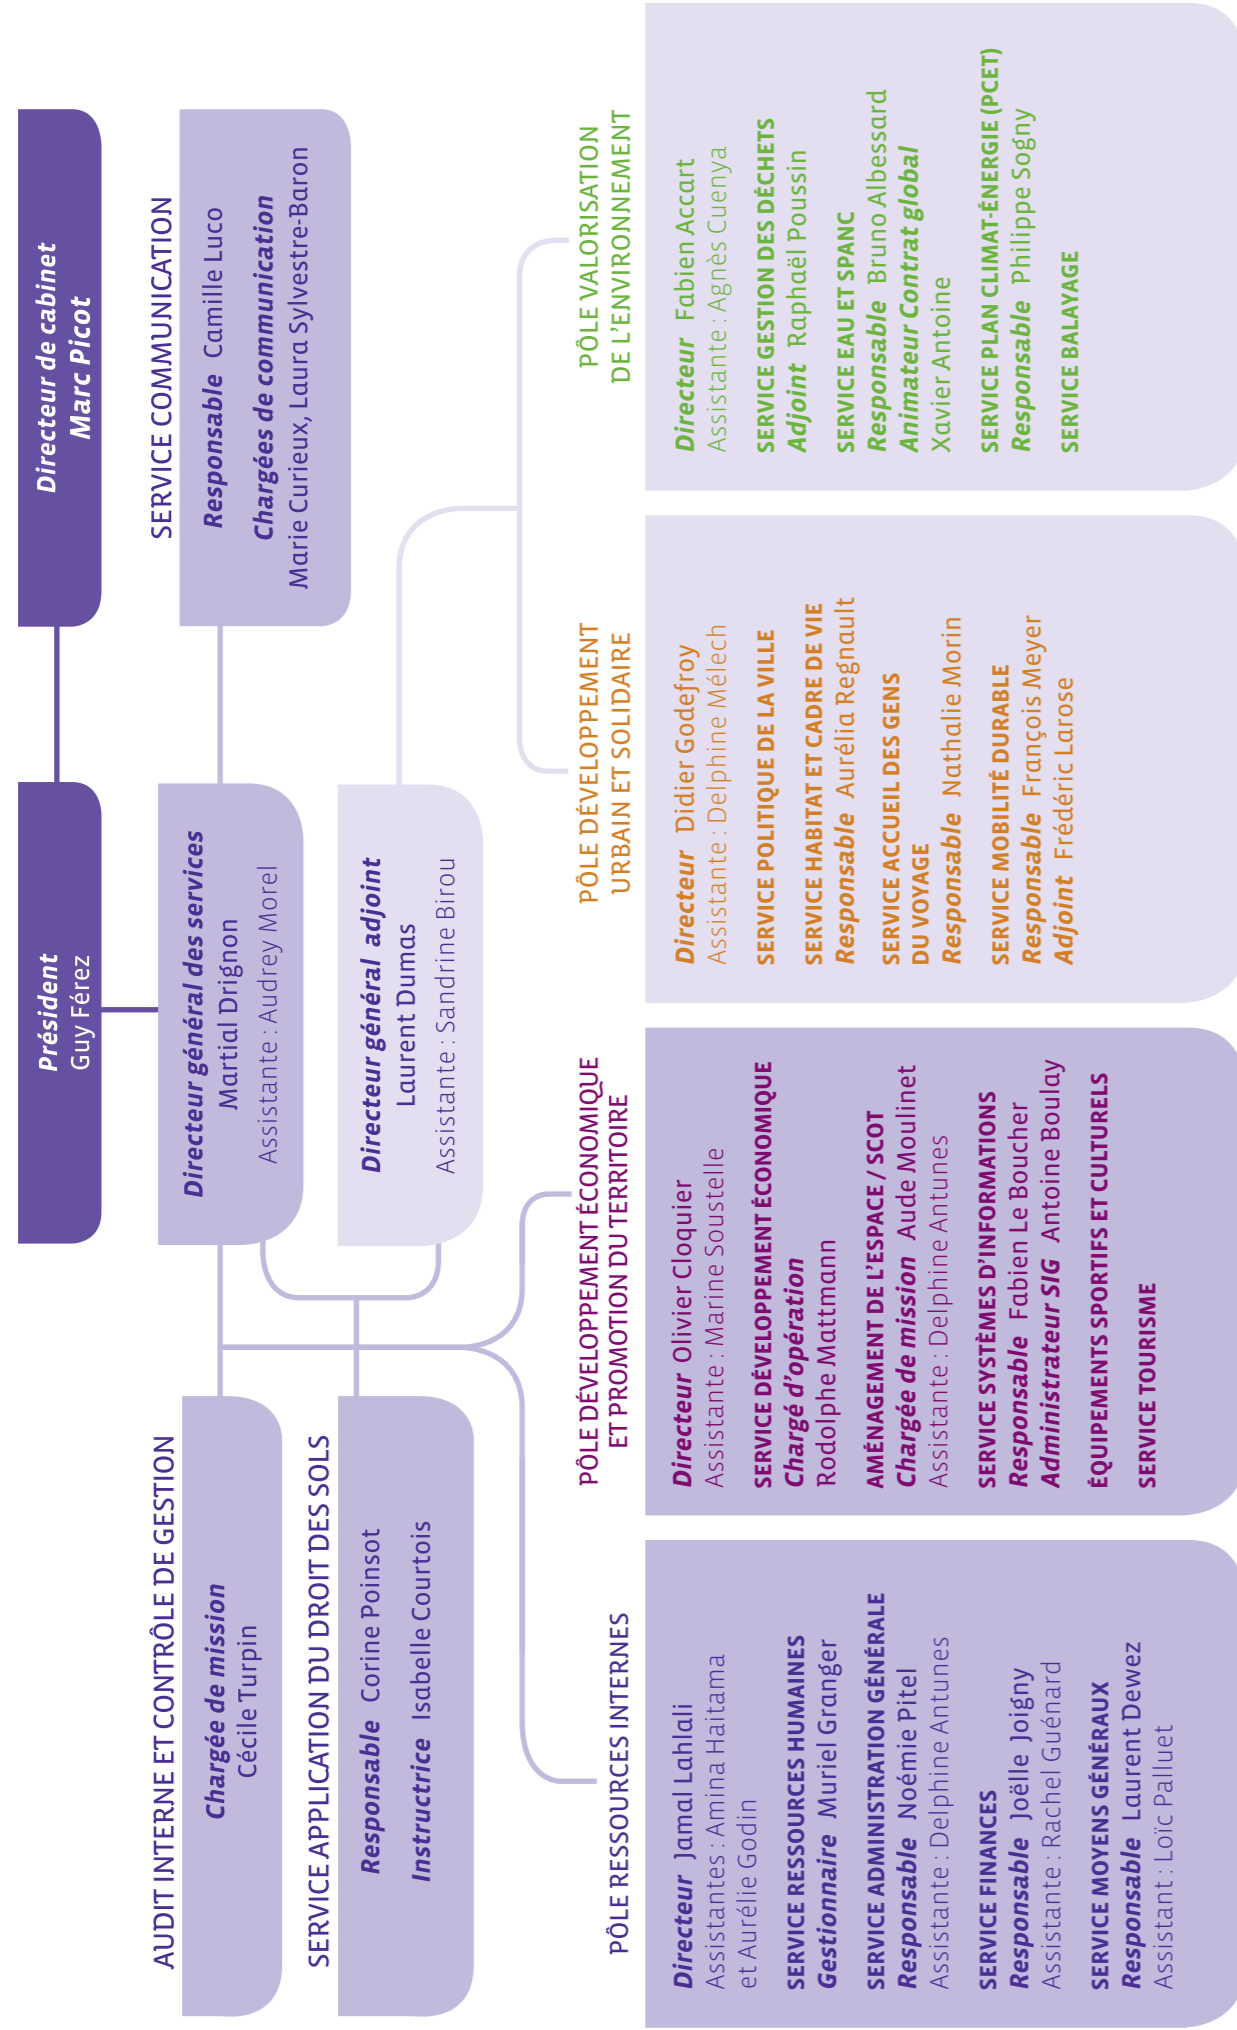 Président
Guy Férez
Directeur de cabinet
Marc Picot
Directeur général des services
Martial Drignon
Assistante : Audrey Morel
AUDIT INTERNE ET CONTRÔLE DE GESTION
Chargée de mission
Cécile Turpin
SERVICE COMMUNICATION
Responsable Camille Luco
Chargées de communication
Marie Curieux, Laura Sylvestre-Baron
SERVICE APPLICATION DU DROIT DES SOLS
Responsable Corine Poinsot
Instructrice Isabelle Courtois
Directeur général adjoint
Laurent Dumas
Assistante : Sandrine Birou
PÔLE RESSOURCES INTERNES
Directeur Jamal Lahlali
Assistantes : Amina Haitama
et Aurélie Godin
SERVICE RESSOURCES HUMAINES
Gestionnaire Muriel Granger
SERVICE ADMINISTRATION GÉNÉRALE
Responsable Noémie Pitel
Assistante : Delphine Antunes
SERVICE FINANCES
Responsable Joëlle Joigny
Assistante : Rachel Guénard
SERVICE MOYENS GÉNÉRAUX
Responsable Laurent Dewez
Assistant : Loïc Palluet
PÔLE DÉVELOPPEMENT ÉCONOMIQUE
ET PROMOTION DU TERRITOIRE
Directeur Olivier Cloquier
Assistante : Marine Soustelle
SERVICE DÉVELOPPEMENT ÉCONOMIQUE
Chargé d'opération
Rodolphe Mattmann
AMÉNAGEMENT DE L'ESPACE / SCOT
Chargée de mission Aude Moulinet
Assistante : Delphine Antunes
SERVICE SYSTÈMES D'INFORMATIONS
Responsable Fabien Le Boucher
Administrateur SIG Antoine Boulay
ÉQUIPEMENTS SPORTIFS ET CULTURELS
SERVICE TOURISME
PÔLE DÉVELOPPEMENT
URBAIN ET SOLIDAIRE
Directeur Didier Godefroy
Assistante : Delphine Mélech
SERVICE POLITIQUE DE LA VILLE
SERVICE HABITAT ET CADRE DE VIE
Responsable Aurélia Regnault
SERVICE ACCUEIL DES GENS
DU VOYAGE
Responsable Nathalie Morin
SERVICE MOBILITÉ DURABLE
Responsable François Meyer
Adjoint Frédéric Larose
PÔLE VALORISATION
DE L'ENVIRONNEMENT
Directeur Fabien Accart
Assistante : Agnès Cuenya
SERVICE GESTION DES DÉCHETS
Adjoint Raphaël Poussin
SERVICE EAU ET SPANC
Responsable Bruno Albessard
Animateur Contrat global
Xavier Antoine
SERVICE PLAN CLIMAT-ÉNERGIE (PCET)
Responsable Philippe Sogny
SERVICE BALAYAGE